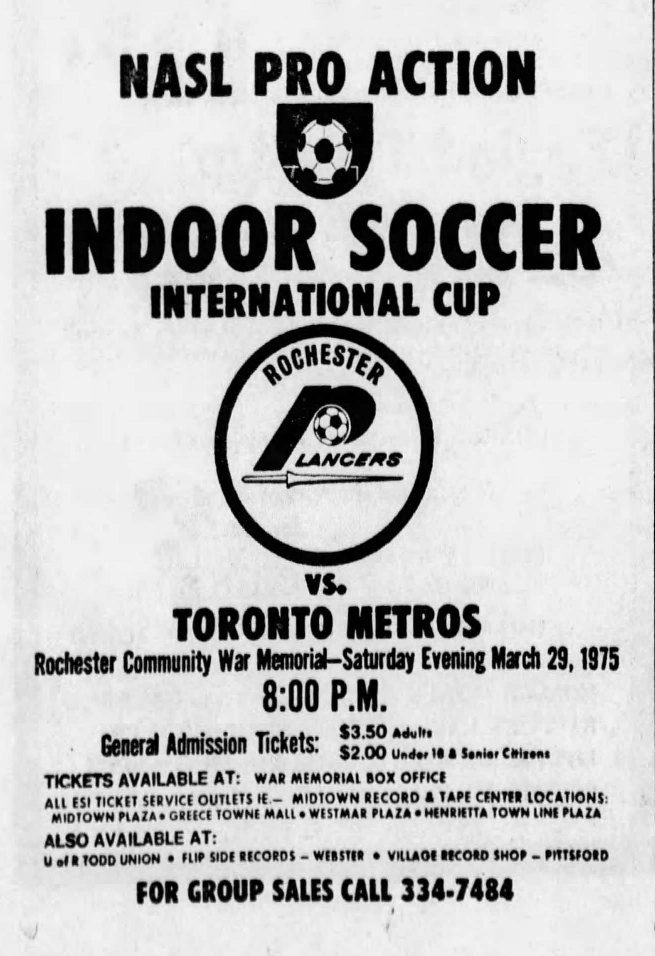 NASL PRO ACTION
INDOOR SOCCER
INTERNATIONAL CUP
ROCHESTER
LANCERS
VS.
TORONTO METROS
Rochester Community War Memorial—Saturday Evening March 29, 1975
8:00 P.M.
General Admission Tickets: $3.50 Adults
$2.00 Under 16 & Senior Citizens
TICKETS AVAILABLE AT: WAR MEMORIAL BOX OFFICE
ALL ESI TICKET SERVICE OUTLETS IE.— MIDTOWN RECORD & TAPE CENTER LOCATIONS:
MIDTOWN PLAZA • GREECE TOWNE MALL • WESTMAR PLAZA • HENRIETTA TOWN LINE PLAZA
ALSO AVAILABLE AT:
U of R TODD UNION • FLIP SIDE RECORDS — WEBSTER • VILLAGE RECORD SHOP — PITTSFORD
FOR GROUP SALES CALL 334-7484